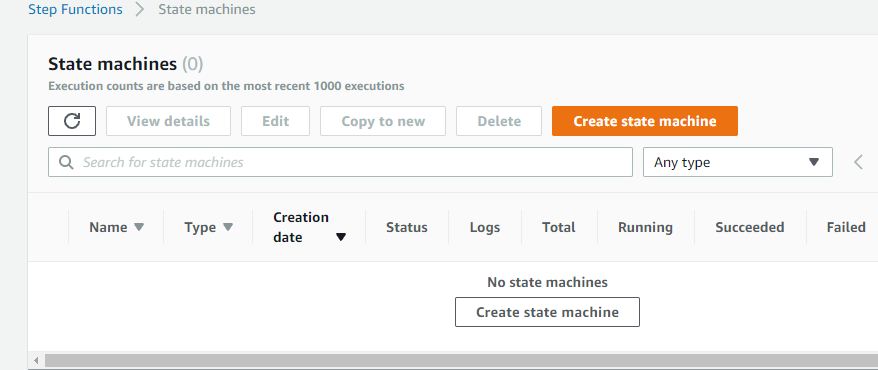 Step Functions > State machines
State machines (0)
Execution counts are based on the most recent 1000 executions
View details Edit Copy to new Delete Create state machine
Search for state machines Any type
Name Type Creation date Status Logs Total Running Succeeded Failed
No state machines
Create state machine